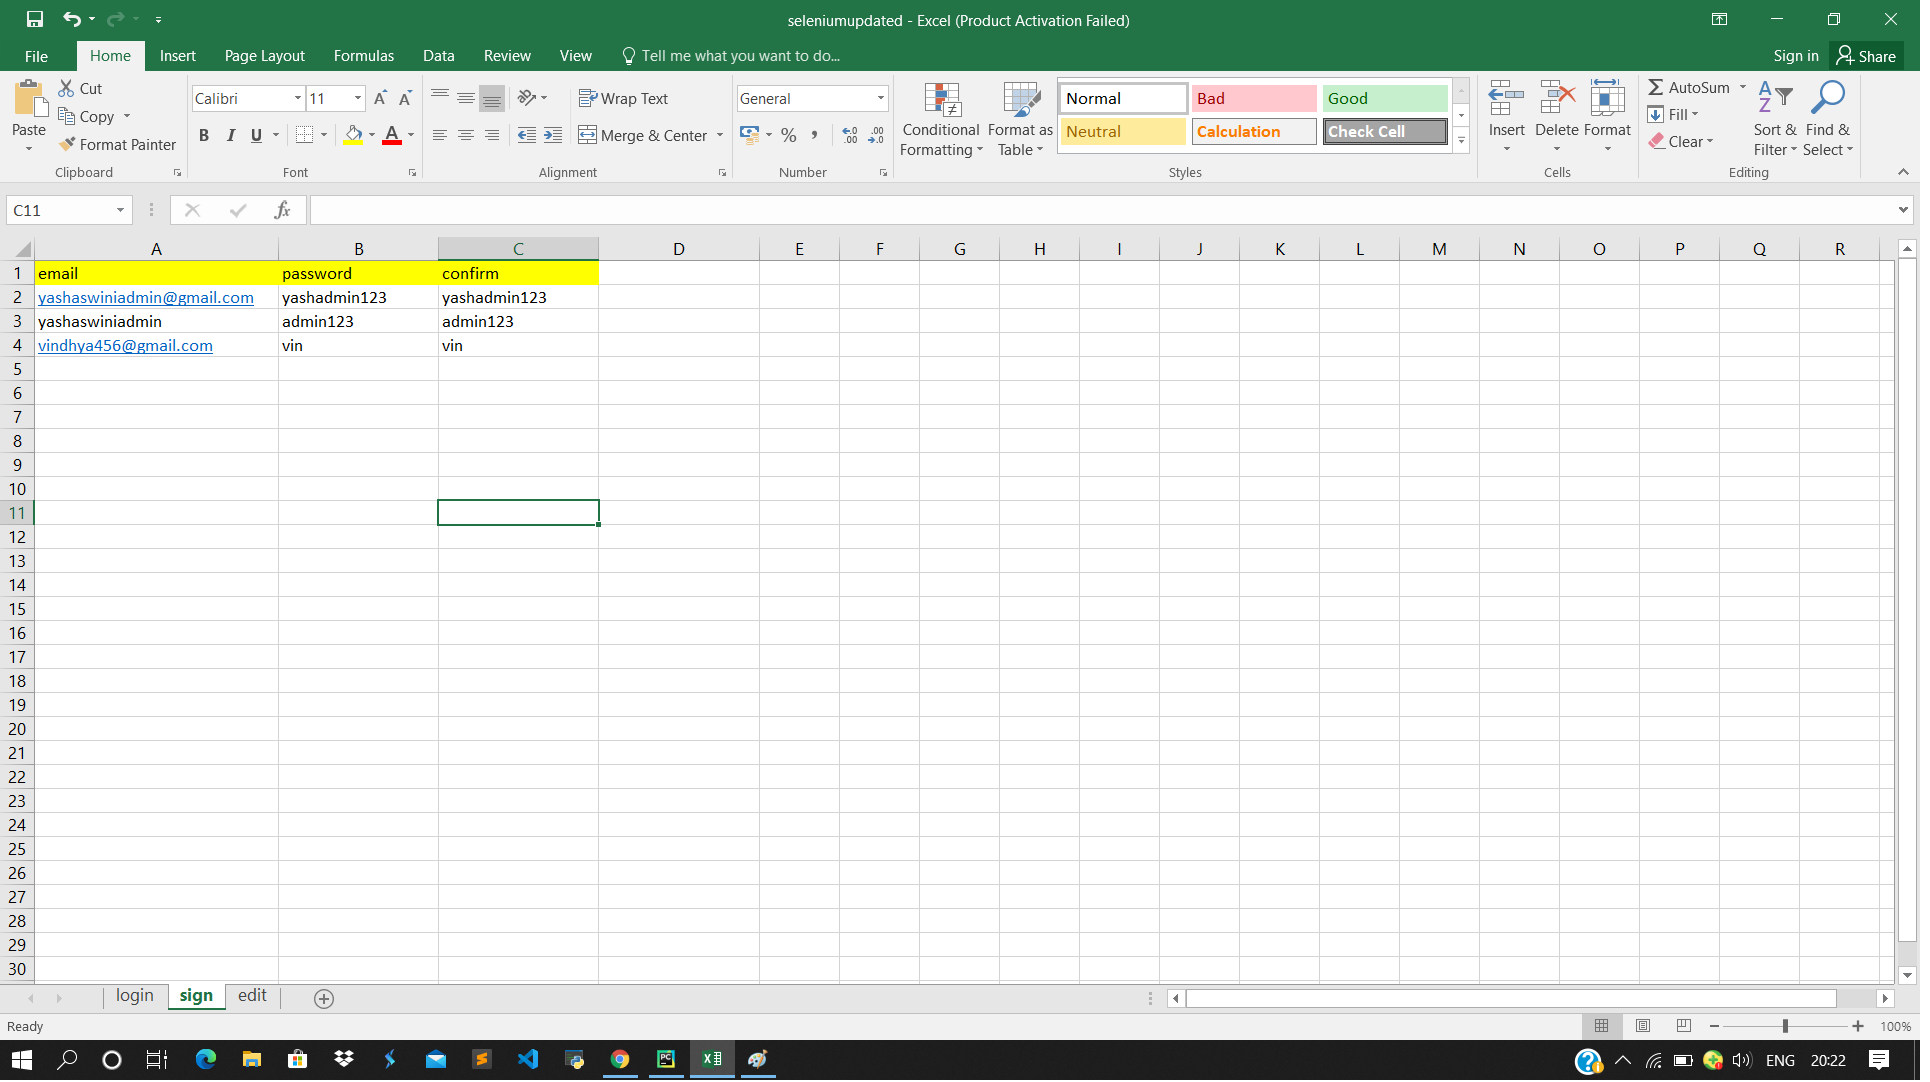 seleniumupdated - Excel (Product Activation Failed)
File Home Insert Page Layout Formulas Data Review View Tell me what you want to do... Sign in Share
Paste Cut Copy Format Painter Clipboard
Calibri 11 B I U A Font
Wrap Text Merge & Center Alignment
General % Number
Conditional Formatting Format as Table
Normal Bad Good
Neutral Calculation Check Cell
Styles
Insert Delete Format Cells
AutoSum Fill Clear Sort & Filter Find & Select Editing
C11 fx
A B C D E F G H I J K L M N O P Q R
1 email password confirm
2 yashaswiniadmin@gmail.com yashadmin123 yashadmin123
3 yashaswiniadmin admin123 admin123
4 vindhya456@gmail.com vin vin
5
6
7
8
9
10
11
12
13
14
15
16
17
18
19
20
21
22
23
24
25
26
27
28
29
30
login sign edit
Ready 100%
ENG 20:22